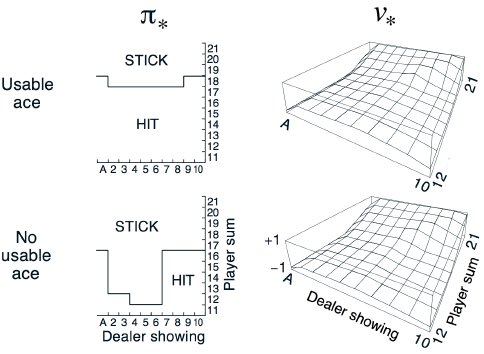 π* v*
Usable
ace
STICK
HIT
21
20
19
18
17
16
15
14
13
12
11
A 2 3 4 5 6 7 8 9 10
A
21
10 12
No
usable
ace
STICK
HIT
21
20
19
18
17
16
15
14
13
12
11
Player sum
A 2 3 4 5 6 7 8 9 10
Dealer showing
+1
−1
A
Dealer showing
10 12
Player sum
21